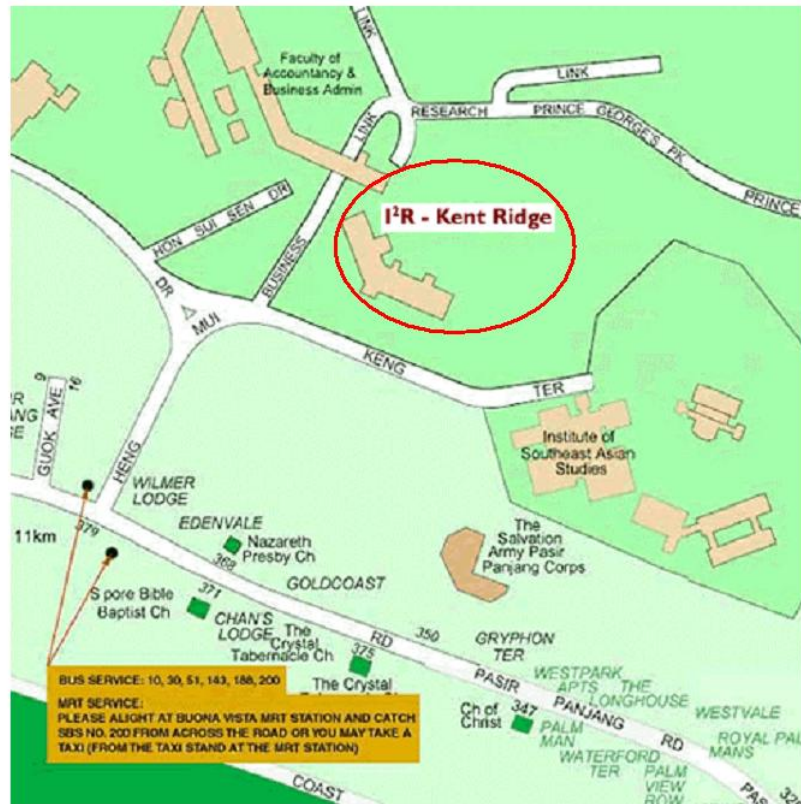 Faculty of
Accountancy &
Business Admin
LINK
LINK
LINK
RESEARCH
PRINCE GEORGE'S PK
PRINCE
I²R - Kent Ridge
HON SUI SEN DR
BUSINESS
DR
MUI
KENG
TER
HENG
9
16
GUOK AVE
ANG
Institute of
Southeast Asian
Studies
WILMER
LODGE
11km
379
EDENVALE
Nazareth
Presby Ch
368
The
Salvation
Army Pasir
Panjang Corps
GOLDCOAST
S'pore Bible
Baptist Ch
371
CHAN'S
LODGE
The
Crystal
Tabernacle Ch
375
The Crystal
RD
350
GRYPHON
TER
PASIR
PANJANG
RD
WESTPARK
APTS
THE
LONGHOUSE
WESTVALE
Ch of
Christ
347
PALM
MAN
ROYAL PAL
MANS
WATERFORD
TER
PALM
VIEW
ROW
PAS
COAST
BUS SERVICE: 10, 30, 51, 143, 188, 200
MRT SERVICE:
PLEASE ALIGHT AT BUONA VISTA MRT STATION AND CATCH
SBS NO. 200 FROM ACROSS THE ROAD OR YOU MAY TAKE A
TAXI (FROM THE TAXI STAND AT THE MRT STATION)